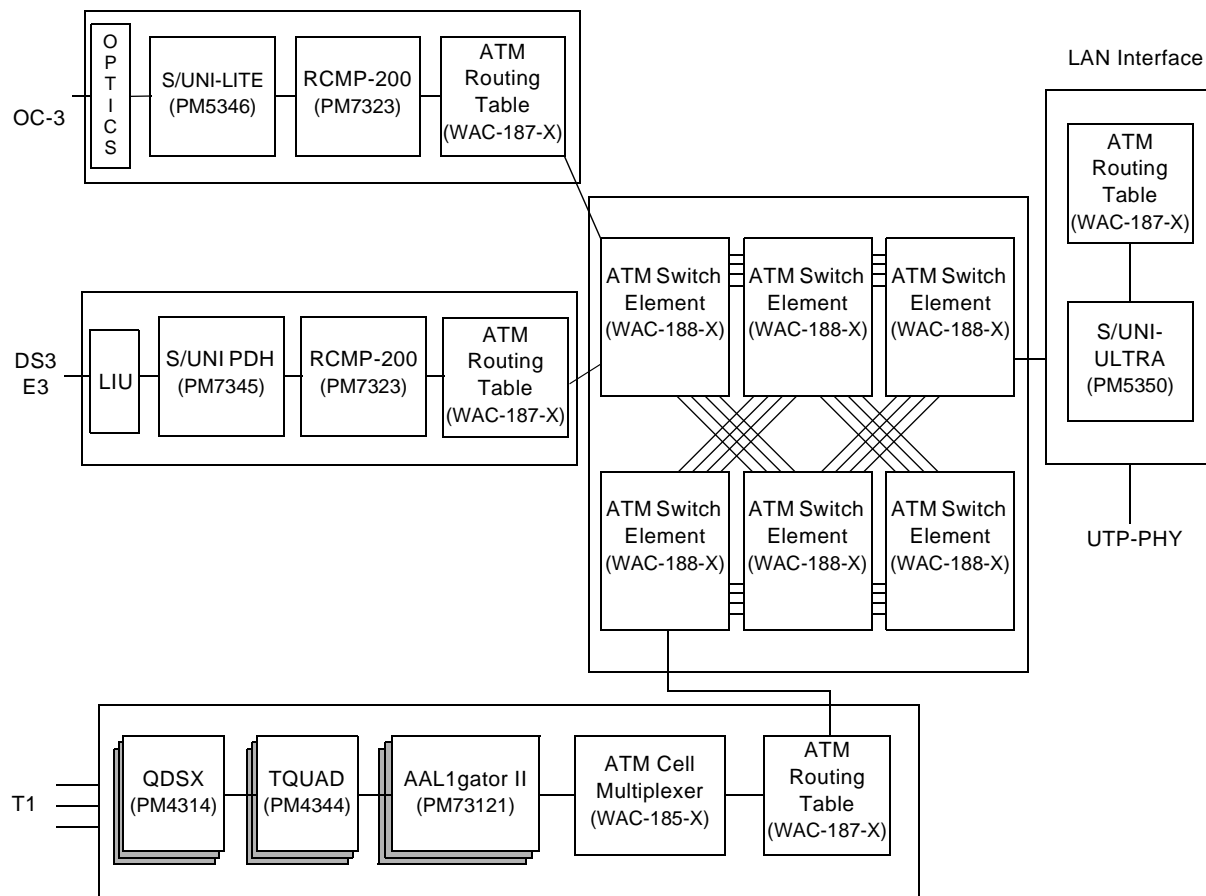 O
P
T
I
C
S
OC-3
S/UNI-LITE
(PM5346)
RCMP-200
(PM7323)
ATM
Routing
Table
(WAC-187-X)
LAN Interface
ATM
Routing
Table
(WAC-187-X)
S/UNI-
ULTRA
(PM5350)
UTP-PHY
DS3
E3
LIU
S/UNI PDH
(PM7345)
RCMP-200
(PM7323)
ATM
Routing
Table
(WAC-187-X)
ATM Switch
Element
(WAC-188-X)
ATM Switch
Element
(WAC-188-X)
ATM Switch
Element
(WAC-188-X)
ATM Switch
Element
(WAC-188-X)
ATM Switch
Element
(WAC-188-X)
ATM Switch
Element
(WAC-188-X)
T1
QDSX
(PM4314)
TQUAD
(PM4344)
AAL1gator II
(PM73121)
ATM Cell
Multiplexer
(WAC-185-X)
ATM
Routing
Table
(WAC-187-X)